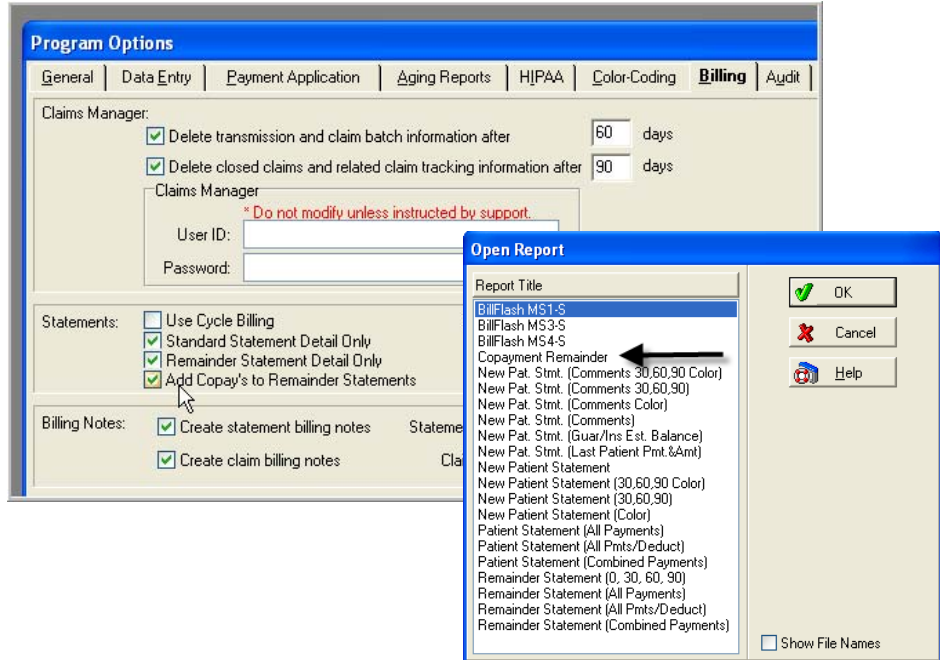 Program Options
General Data Entry Payment Application Aging Reports HIPAA Color-Coding Billing Audit
Claims Manager:
Delete transmission and claim batch information after 60 days
Delete closed claims and related claim tracking information after 90 days
Claims Manager
* Do not modify unless instructed by support.
User ID:
Password:
Statements: Use Cycle Billing
Standard Statement Detail Only
Remainder Statement Detail Only
Add Copay's to Remainder Statements
Billing Notes: Create statement billing notes Stateme
Create claim billing notes Clai
Open Report
Report Title
BillFlash MS1-S
BillFlash MS3-S
BillFlash MS4-S
Copayment Remainder
New Pat. Stmt. (Comments 30,60,90 Color)
New Pat. Stmt. (Comments 30,60,90)
New Pat. Stmt. (Comments Color)
New Pat. Stmt. (Comments)
New Pat. Stmt. (Guar/Ins Est. Balance)
New Pat. Stmt. (Last Patient Pmt.&Amt)
New Patient Statement
New Patient Statement (30,60,90 Color)
New Patient Statement (30,60,90)
New Patient Statement (Color)
Patient Statement (All Payments)
Patient Statement (All Pmts/Deduct)
Patient Statement (Combined Payments)
Remainder Statement (0, 30, 60, 90)
Remainder Statement (All Payments)
Remainder Statement (All Pmts/Deduct)
Remainder Statement (Combined Payments)
OK
Cancel
Help
Show File Names